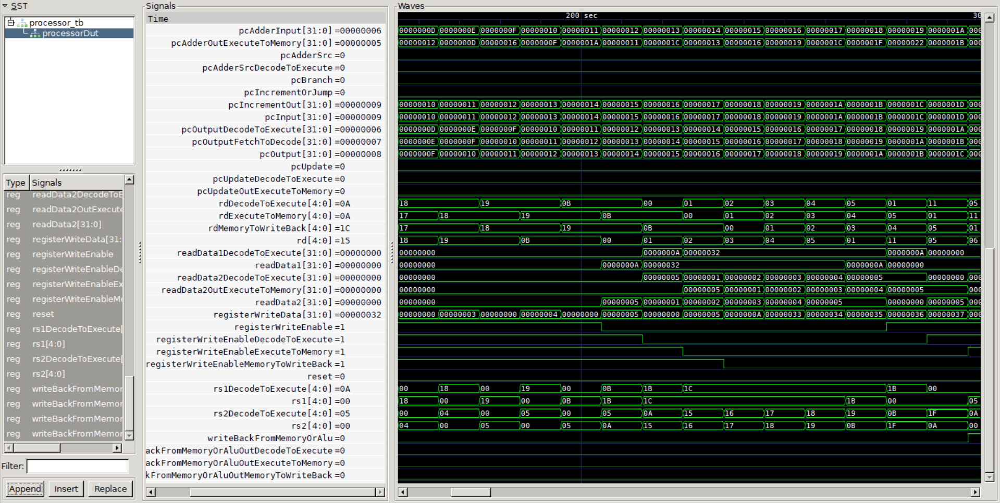 SST
processor_tb
processorDut
Type Signals
reg readData2DecodeToE
reg readData2OutExecute
reg readData2[31:0]
reg registerWriteData[31:
reg registerWriteEnable
reg registerWriteEnableDe
reg registerWriteEnableEx
reg registerWriteEnableMe
reg reset
reg rs1DecodeToExecute[
reg rs1[4:0]
reg rs2DecodeToExecute[
reg rs2[4:0]
reg writeBackFromMemor
reg writeBackFromMemor
reg writeBackFromMemor
reg writeBackFromMemor
Filter:
Append Insert Replace
Signals
Time
pcAdderInput[31:0] =00000006
pcAdderOutExecuteToMemory[31:0] =00000005
pcAdderSrc =0
pcAdderSrcDecodeToExecute =0
pcBranch =0
pcIncrementOrJump =0
pcIncrementOut[31:0] =00000009
pcInput[31:0] =00000009
pcOutputDecodeToExecute[31:0] =00000006
pcOutputFetchToDecode[31:0] =00000007
pcOutput[31:0] =00000008
pcUpdate =0
pcUpdateDecodeToExecute =0
pcUpdateOutExecuteToMemory =0
rdDecodeToExecute[4:0] =0A
rdExecuteToMemory[4:0] =0A
rdMemoryToWriteBack[4:0] =1C
rd[4:0] =15
readData1DecodeToExecute[31:0] =00000000
readData1[31:0] =00000000
readData2DecodeToExecute[31:0] =00000000
readData2OutExecuteToMemory[31:0] =00000000
readData2[31:0] =00000000
registerWriteData[31:0] =00000032
registerWriteEnable =1
registerWriteEnableDecodeToExecute =1
registerWriteEnableExecuteToMemory =1
registerWriteEnableMemoryToWriteBack =1
reset =0
rs1DecodeToExecute[4:0] =0A
rs1[4:0] =00
rs2DecodeToExecute[4:0] =05
rs2[4:0] =00
writeBackFromMemoryOrAlu =0
ackFromMemoryOrAluOutDecodeToExecute =0
ackFromMemoryOrAluOutExecuteToMemory =0
kFromMemoryOrAluOutMemoryToWriteBack =0
Waves
200 sec 30
0000000D 0000000E 0000000F 00000010 00000011 00000012 00000013 00000014 00000015 00000016 00000017 00000018 00000019 0000001A 000
00000012 0000000D 00000016 0000000F 0000001A 00000011 0000001C 00000013 00000016 00000019 0000001C 0000001F 00000022 0000001B 000
00000010 00000011 00000012 00000013 00000014 00000015 00000016 00000017 00000018 00000019 0000001A 0000001B 0000001C 0000001D 000
00000010 00000011 00000012 00000013 00000014 00000015 00000016 00000017 00000018 00000019 0000001A 0000001B 0000001C 0000001D 000
0000000D 0000000E 0000000F 00000010 00000011 00000012 00000013 00000014 00000015 00000016 00000017 00000018 00000019 0000001A 000
0000000E 0000000F 00000010 00000011 00000012 00000013 00000014 00000015 00000016 00000017 00000018 00000019 0000001A 0000001B 000
0000000F 00000010 00000011 00000012 00000013 00000014 00000015 00000016 00000017 00000018 00000019 0000001A 0000001B 0000001C 000
18 19 0B 00 01 02 03 04 05 01 11 05
17 18 19 0B 00 01 02 03 04 05 01 11
17 18 19 0B 00 01 02 03 04 05 01
18 19 0B 00 01 02 03 04 05 01 11 05 06
00000000 0000000A 00000032 0000000A 00000000
00000000 0000000A 00000032 0000000A 00000000
00000000 00000005 00000001 00000002 00000003 00000004 00000005 00000000 000
00000000 00000005 00000001 00000002 00000003 00000004 00000005 000
00000000 00000005 00000001 00000002 00000003 00000004 00000005 00000000 00000005 000
00000000 00000003 00000000 00000004 00000000 00000005 00000000 00000005 0000000A 00000033 00000034 00000035 00000036 00000037 000
00 18 00 19 00 0B 1B 1C 1B 00
18 00 19 00 0B 1B 1C 1B 00 05
00 04 00 05 00 05 0A 15 16 17 18 19 0B 1F 0A
04 00 05 00 05 0A 15 16 17 18 19 0B 1F 0A 00